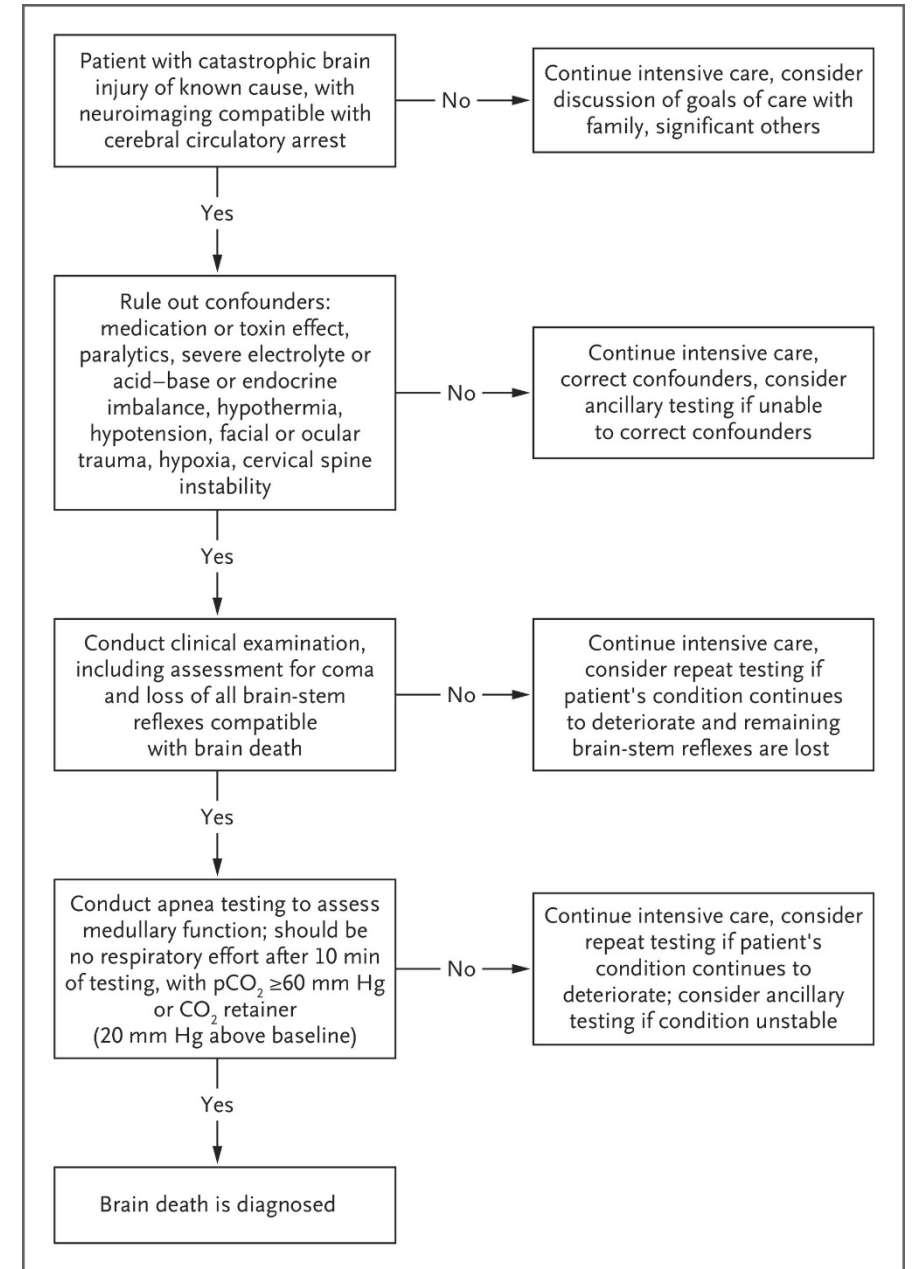 Patient with catastrophic brain
injury of known cause, with
neuroimaging compatible with
cerebral circulatory arrest
No
Continue intensive care, consider
discussion of goals of care with
family, significant others
Yes
Rule out confounders:
medication or toxin effect,
paralytics, severe electrolyte or
acid–base or endocrine
imbalance, hypothermia,
hypotension, facial or ocular
trauma, hypoxia, cervical spine
instability
No
Continue intensive care,
correct confounders, consider
ancillary testing if unable
to correct confounders
Yes
Conduct clinical examination,
including assessment for coma
and loss of all brain-stem
reflexes compatible
with brain death
No
Continue intensive care,
consider repeat testing if
patient's condition continues
to deteriorate and remaining
brain-stem reflexes are lost
Yes
Conduct apnea testing to assess
medullary function; should be
no respiratory effort after 10 min
of testing, with pCO₂ ≥60 mm Hg
or CO₂ retainer
(20 mm Hg above baseline)
No
Continue intensive care, consider
repeat testing if patient's
condition continues to
deteriorate; consider ancillary
testing if condition unstable
Yes
Brain death is diagnosed